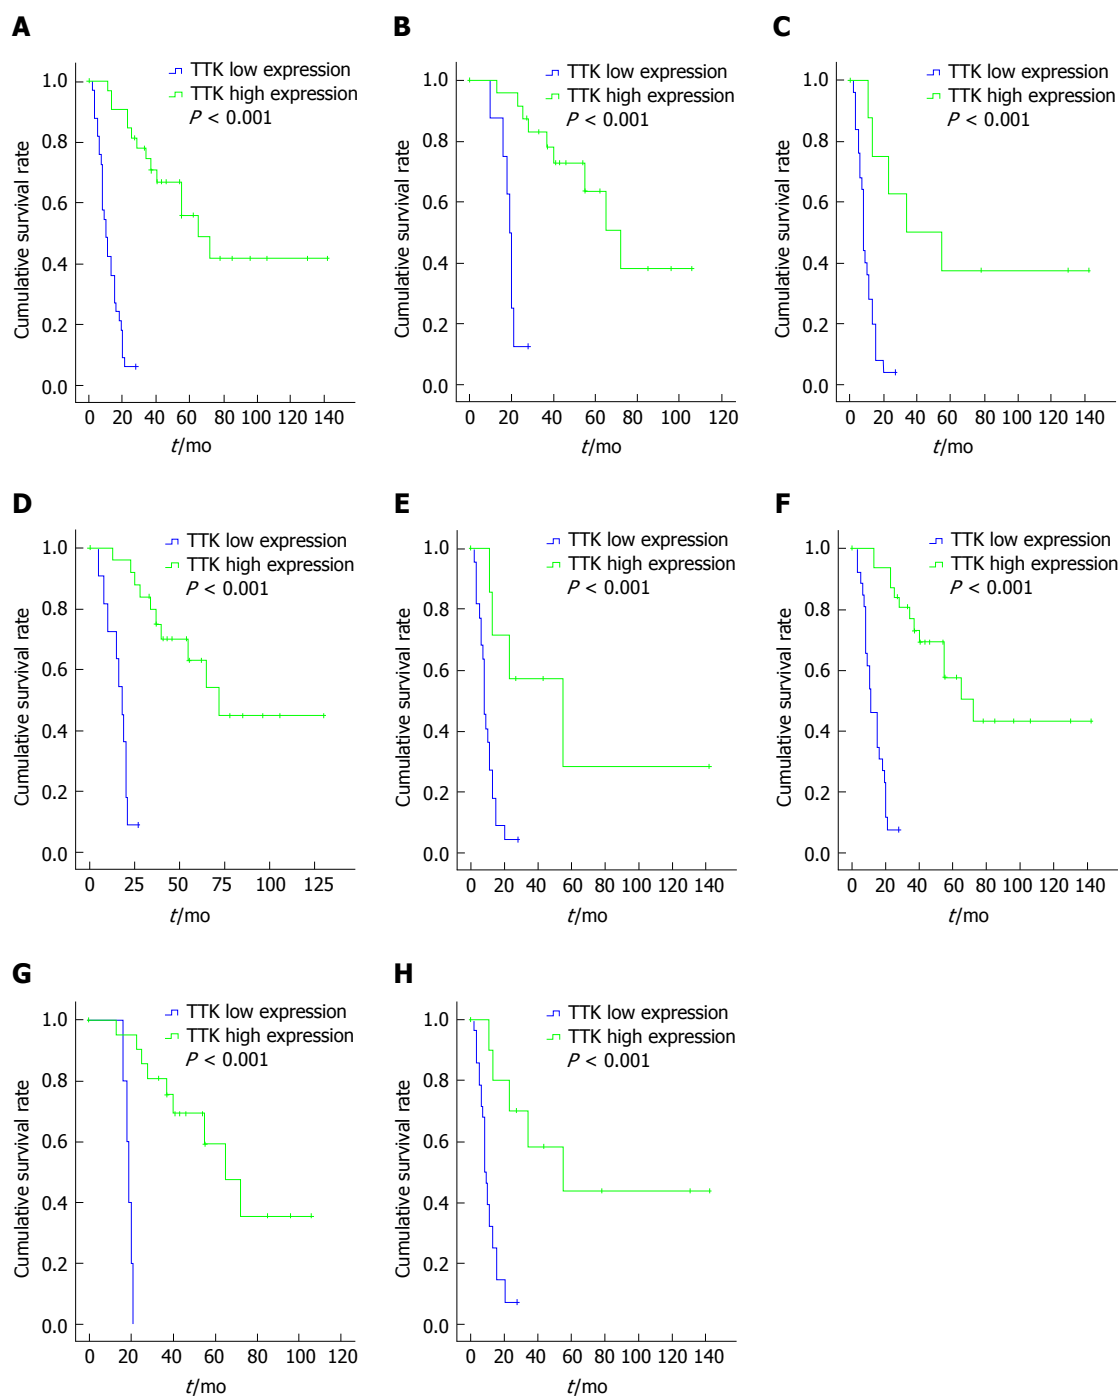 A
TTK low expression
TTK high expression
P < 0.001
Cumulative survival rate
1.0
0.8
0.6
0.4
0.2
0.0
0 20 40 60 80 100 120 140
t/mo
B
TTK low expression
TTK high expression
P < 0.001
Cumulative survival rate
1.0
0.8
0.6
0.4
0.2
0.0
0 20 40 60 80 100 120
t/mo
C
TTK low expression
TTK high expression
P < 0.001
Cumulative survival rate
1.0
0.8
0.6
0.4
0.2
0.0
0 20 40 60 80 100 120 140
t/mo
D
TTK low expression
TTK high expression
P < 0.001
Cumulative survival rate
1.0
0.8
0.6
0.4
0.2
0.0
0 25 50 75 100 125
t/mo
E
TTK low expression
TTK high expression
P < 0.001
Cumulative survival rate
1.0
0.8
0.6
0.4
0.2
0.0
0 20 40 60 80 100 120 140
t/mo
F
TTK low expression
TTK high expression
P < 0.001
Cumulative survival rate
1.0
0.8
0.6
0.4
0.2
0.0
0 20 40 60 80 100 120 140
t/mo
G
TTK low expression
TTK high expression
P < 0.001
Cumulative survival rate
1.0
0.8
0.6
0.4
0.2
0.0
0 20 40 60 80 100 120
t/mo
H
TTK low expression
TTK high expression
P < 0.001
Cumulative survival rate
1.0
0.8
0.6
0.4
0.2
0.0
0 20 40 60 80 100 120 140
t/mo